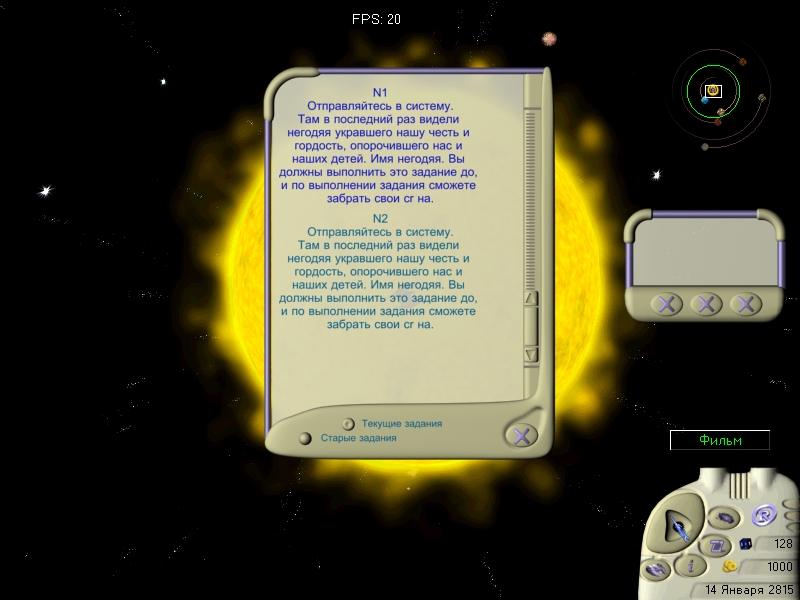 FPS: 20
N1
Отправляйтесь в систему.
Там в последний раз видели
негодяя укравшего нашу честь и
гордость, опорочившего нас и
наших детей. Имя негодяя. Вы
должны выполнить это задание до,
и по выполнении задания сможете
забрать свои cr на.
N2
Отправляйтесь в систему.
Там в последний раз видели
негодяя укравшего нашу честь и
гордость, опорочившего нас и
наших детей. Имя негодяя. Вы
должны выполнить это задание до,
и по выполнении задания сможете
забрать свои cr на.
Текущие задания
Старые задания
Фильм
128
1000
14 Января 2815